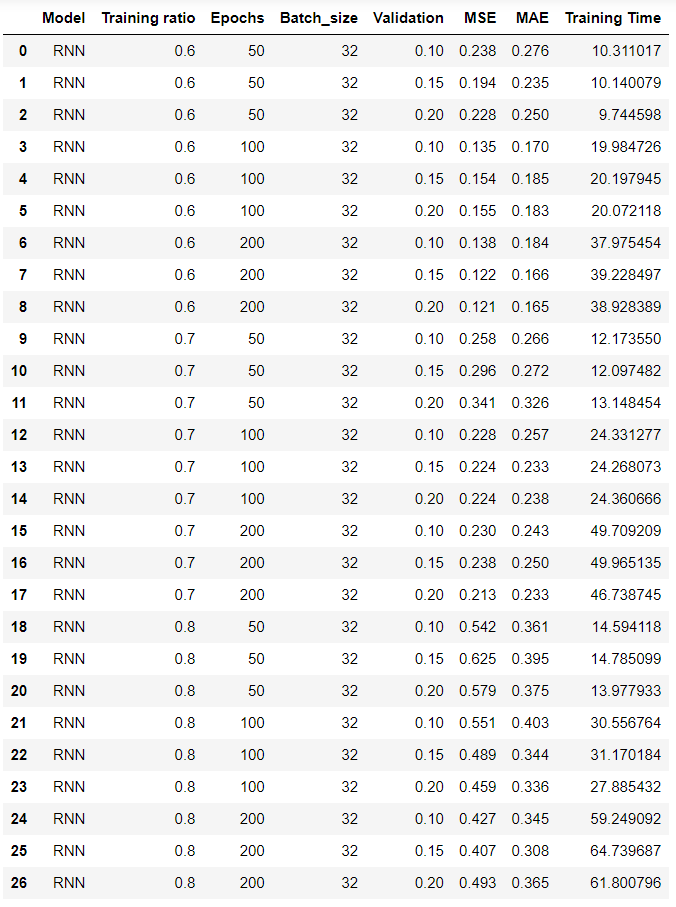 Model Training ratio Epochs Batch_size Validation MSE MAE Training Time
0 RNN 0.6 50 32 0.10 0.238 0.276 10.311017
1 RNN 0.6 50 32 0.15 0.194 0.235 10.140079
2 RNN 0.6 50 32 0.20 0.228 0.250 9.744598
3 RNN 0.6 100 32 0.10 0.135 0.170 19.984726
4 RNN 0.6 100 32 0.15 0.154 0.185 20.197945
5 RNN 0.6 100 32 0.20 0.155 0.183 20.072118
6 RNN 0.6 200 32 0.10 0.138 0.184 37.975454
7 RNN 0.6 200 32 0.15 0.122 0.166 39.228497
8 RNN 0.6 200 32 0.20 0.121 0.165 38.928389
9 RNN 0.7 50 32 0.10 0.258 0.266 12.173550
10 RNN 0.7 50 32 0.15 0.296 0.272 12.097482
11 RNN 0.7 50 32 0.20 0.341 0.326 13.148454
12 RNN 0.7 100 32 0.10 0.228 0.257 24.331277
13 RNN 0.7 100 32 0.15 0.224 0.233 24.268073
14 RNN 0.7 100 32 0.20 0.224 0.238 24.360666
15 RNN 0.7 200 32 0.10 0.230 0.243 49.709209
16 RNN 0.7 200 32 0.15 0.238 0.250 49.965135
17 RNN 0.7 200 32 0.20 0.213 0.233 46.738745
18 RNN 0.8 50 32 0.10 0.542 0.361 14.594118
19 RNN 0.8 50 32 0.15 0.625 0.395 14.785099
20 RNN 0.8 50 32 0.20 0.579 0.375 13.977933
21 RNN 0.8 100 32 0.10 0.551 0.403 30.556764
22 RNN 0.8 100 32 0.15 0.489 0.344 31.170184
23 RNN 0.8 100 32 0.20 0.459 0.336 27.885432
24 RNN 0.8 200 32 0.10 0.427 0.345 59.249092
25 RNN 0.8 200 32 0.15 0.407 0.308 64.739687
26 RNN 0.8 200 32 0.20 0.493 0.365 61.800796